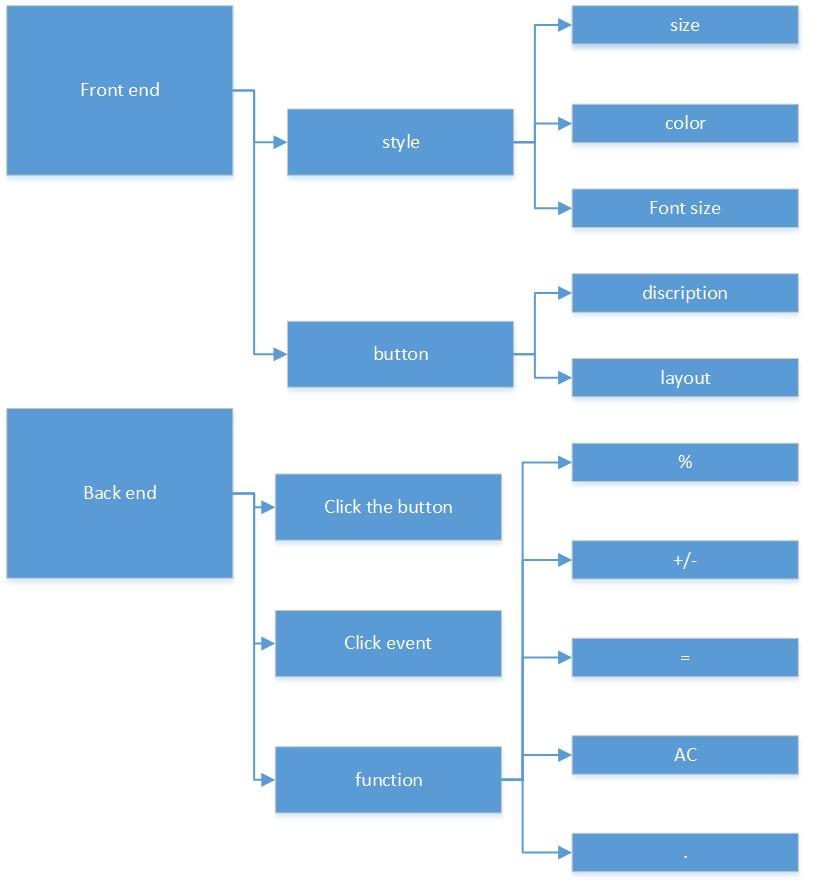 Front end
style
size
color
Font size
button
discription
layout
Back end
Click the button
Click event
function
%
+/-
=
AC
.